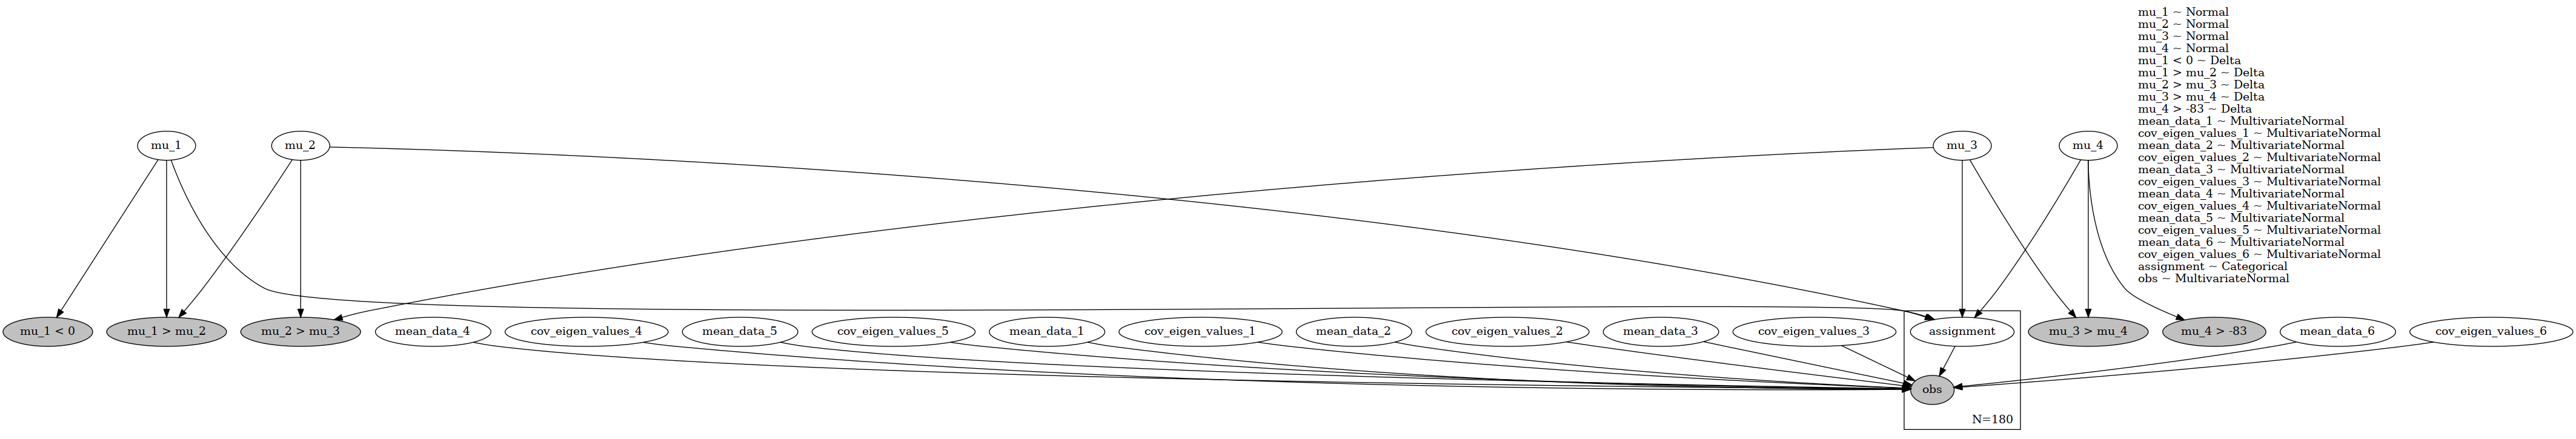 mu_1 ~ Normal
mu_2 ~ Normal
mu_3 ~ Normal
mu_4 ~ Normal
mu_1 < 0 ~ Delta
mu_1 > mu_2 ~ Delta
mu_2 > mu_3 ~ Delta
mu_3 > mu_4 ~ Delta
mu_4 > -83 ~ Delta
mean_data_1 ~ MultivariateNormal
cov_eigen_values_1 ~ MultivariateNormal
mean_data_2 ~ MultivariateNormal
cov_eigen_values_2 ~ MultivariateNormal
mean_data_3 ~ MultivariateNormal
cov_eigen_values_3 ~ MultivariateNormal
mean_data_4 ~ MultivariateNormal
cov_eigen_values_4 ~ MultivariateNormal
mean_data_5 ~ MultivariateNormal
cov_eigen_values_5 ~ MultivariateNormal
mean_data_6 ~ MultivariateNormal
cov_eigen_values_6 ~ MultivariateNormal
assignment ~ Categorical
obs ~ MultivariateNormal
mu_1
mu_2
mu_3
mu_4
mu_1 < 0
mu_1 > mu_2
mu_2 > mu_3
mean_data_4
cov_eigen_values_4
mean_data_5
cov_eigen_values_5
mean_data_1
cov_eigen_values_1
mean_data_2
cov_eigen_values_2
mean_data_3
cov_eigen_values_3
assignment
mu_3 > mu_4
mu_4 > -83
mean_data_6
cov_eigen_values_6
obs
N=180